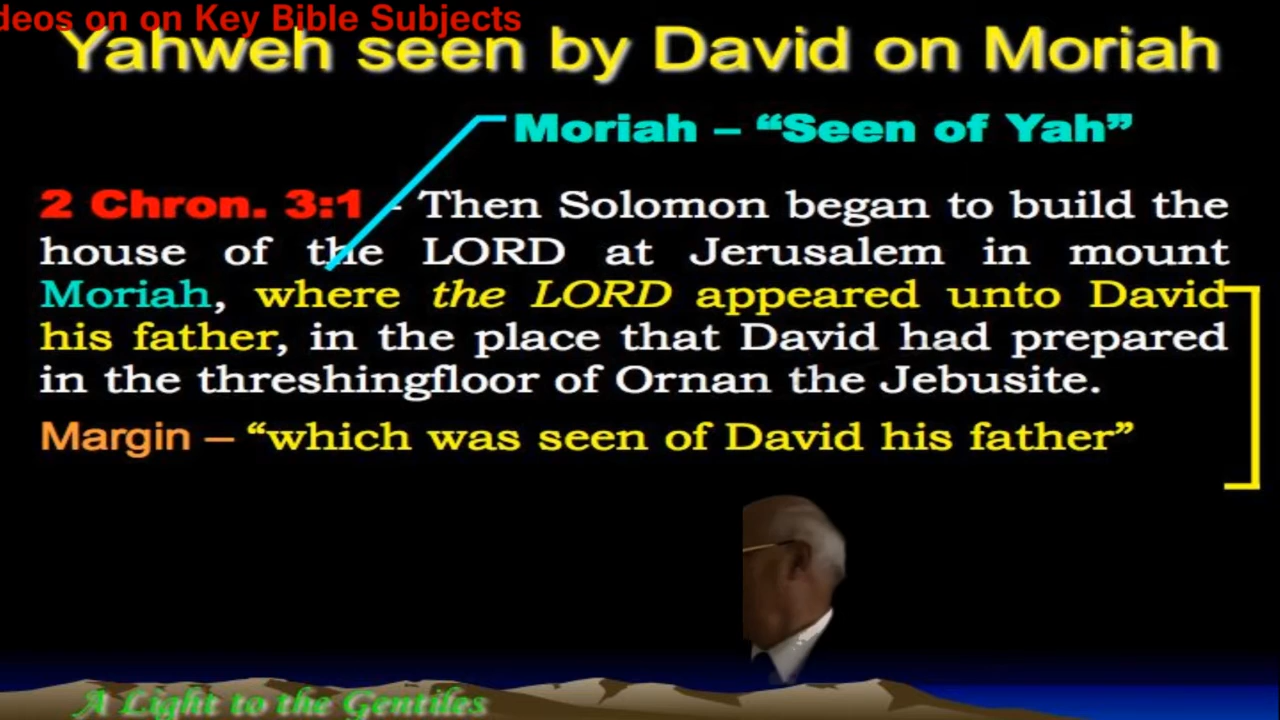 deos on on Key Bible Subjects
Yahweh seen by David on Moriah
Moriah – “Seen of Yah”
2 Chron. 3:1 - Then Solomon began to build the
house of the LORD at Jerusalem in mount
Moriah, where the LORD appeared unto David
his father, in the place that David had prepared
in the threshingfloor of Ornan the Jebusite.
Margin – “which was seen of David his father”
A Light to the Gentiles